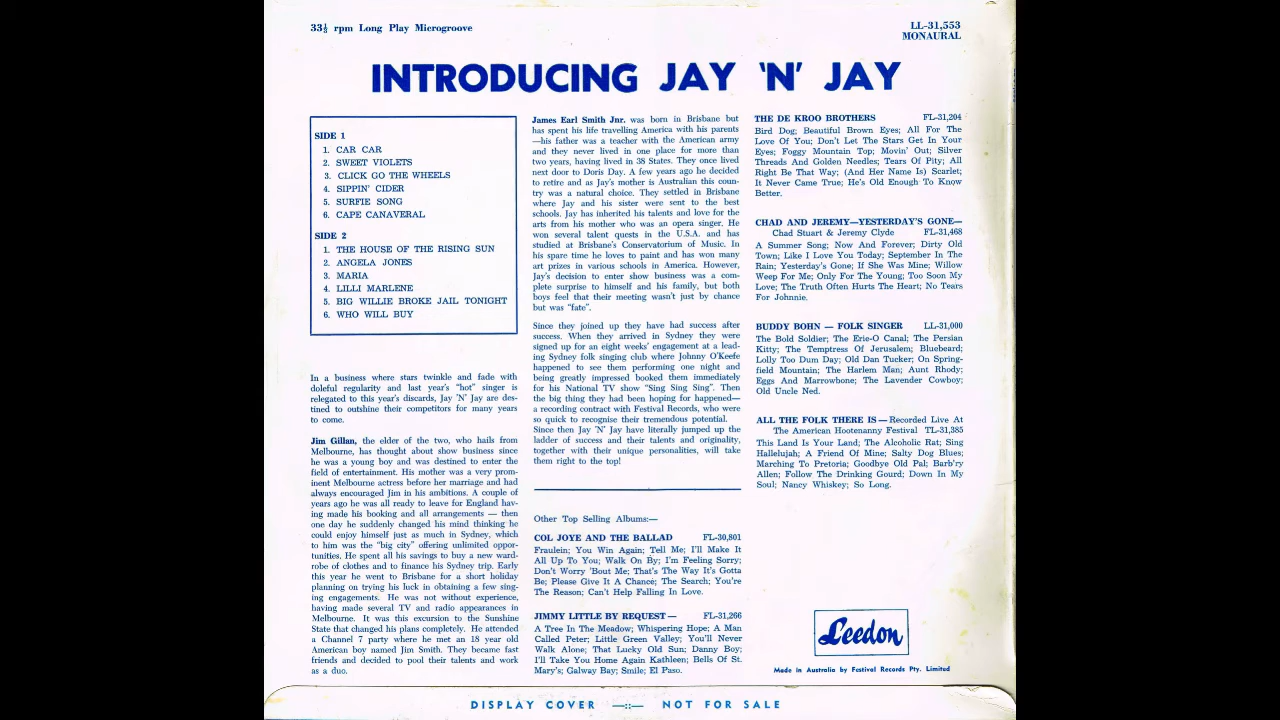 33⅓ rpm Long Play Microgroove
LL-31,553
MONAURAL
INTRODUCING JAY 'N' JAY
SIDE 1
1. CAR CAR
2. SWEET VIOLETS
3. CLICK GO THE WHEELS
4. SIPPIN' CIDER
5. SURFIE SONG
6. CAPE CANAVERAL
SIDE 2
1. THE HOUSE OF THE RISING SUN
2. ANGELA JONES
3. MARIA
4. LILLI MARLENE
5. BIG WILLIE BROKE JAIL TONIGHT
6. WHO WILL BUY
In a business where stars twinkle and fade with
doleful regularity and last year's "hot" singer is
relegated to this year's discards, Jay 'N' Jay are des-
tined to outshine their competitors for many years
to come.
Jim Gillan, the elder of the two, who hails from
Melbourne, has thought about show business since
he was a young boy and was destined to enter the
field of entertainment. His mother was a very prom-
inent Melbourne actress before her marriage and had
always encouraged Jim in his ambitions. A couple of
years ago he was all ready to leave for England hav-
ing made his booking and all arrangements — then
one day he suddenly changed his mind thinking he
could enjoy himself just as much in Sydney, which
to him was the "big city" offering unlimited oppor-
tunities. He spent all his savings to buy a new ward-
robe of clothes and to finance his Sydney trip. Early
this year he went to Brisbane for a short holiday
planning on trying his luck in obtaining a few sing-
ing engagements. He was not without experience,
having made several TV and radio appearances in
Melbourne. It was this excursion to the Sunshine
State that changed his plans completely. He attended
a Channel 7 party where he met an 18 year old
American boy named Jim Smith. They became fast
friends and decided to pool their talents and work
as a duo.
James Earl Smith Jnr. was born in Brisbane but
has spent his life travelling America with his parents
—his father was a teacher with the American army
and they never lived in one place for more than
two years, having lived in 38 States. They once lived
next door to Doris Day. A few years ago he decided
to retire and as Jay's mother is Australian this coun-
try was a natural choice. They settled in Brisbane
where Jay and his sister were sent to the best
schools. Jay has inherited his talents and love for the
arts from his mother who was an opera singer. He
won several talent quests in the U.S.A. and has
studied at Brisbane's Conservatorium of Music. In
his spare time he loves to paint and has won many
art prizes in various schools in America. However,
Jay's decision to enter show business was a com-
plete surprise to himself and his family, but both
boys feel that their meeting wasn't just by chance
but was "fate".
Since they joined up they have had success after
success. When they arrived in Sydney they were
signed up for an eight weeks' engagement at a lead-
ing Sydney folk singing club where Johnny O'Keefe
happened to see them performing one night and
being greatly impressed booked them immediately
for his National TV show "Sing Sing Sing". Then
the big thing they had been hoping for happened—
a recording contract with Festival Records, who were
so quick to recognise their tremendous potential.
Since then Jay 'N' Jay have literally jumped up the
ladder of success and their talents and originality,
together with their unique personalities, will take
them right to the top!
Other Top Selling Albums:—
COL JOYE AND THE BALLAD FL-30,801
Fraulein; You Win Again; Tell Me; I'll Make It
All Up To You; Walk On By; I'm Feeling Sorry;
Don't Worry 'Bout Me; That's The Way It's Gotta
Be; Please Give It A Chance; The Search; You're
The Reason; Can't Help Falling In Love.
JIMMY LITTLE BY REQUEST — FL-31,266
A Tree In The Meadow; Whispering Hope; A Man
Called Peter; Little Green Valley; You'll Never
Walk Alone; That Lucky Old Sun; Danny Boy;
I'll Take You Home Again Kathleen; Bells Of St.
Mary's; Galway Bay; Smile; El Paso.
THE DE KROO BROTHERS FL-31,204
Bird Dog; Beautiful Brown Eyes; All For The
Love Of You; Don't Let The Stars Get In Your
Eyes; Foggy Mountain Top; Movin' Out; Silver
Threads And Golden Needles; Tears Of Pity; All
Right Be That Way; (And Her Name Is) Scarlet;
It Never Came True; He's Old Enough To Know
Better.
CHAD AND JEREMY—YESTERDAY'S GONE—
Chad Stuart & Jeremy Clyde FL-31,468
A Summer Song; Now And Forever; Dirty Old
Town; Like I Love You Today; September In The
Rain; Yesterday's Gone; If She Was Mine; Willow
Weep For Me; Only For The Young; Too Soon My
Love; The Truth Often Hurts The Heart; No Tears
For Johnnie.
BUDDY BOHN — FOLK SINGER LL-31,000
The Bold Soldier; The Erie-O Canal; The Persian
Kitty; The Temptress Of Jerusalem; Bluebeard;
Lolly Too Dum Day; Old Dan Tucker; On Spring-
field Mountain; The Harlem Man; Aunt Rhody;
Eggs And Marrowbone; The Lavender Cowboy;
Old Uncle Ned.
ALL THE FOLK THERE IS — Recorded Live At
The American Hootenanny Festival TL-31,385
This Land Is Your Land; The Alcoholic Rat; Sing
Hallelujah; A Friend Of Mine; Salty Dog Blues;
Marching To Pretoria; Goodbye Old Pal; Barb'ry
Allen; Follow The Drinking Gourd; Down In My
Soul; Nancy Whiskey; So Long.
Leedon
Made in Australia by Festival Records Pty. Limited
DISPLAY COVER —::— NOT FOR SALE